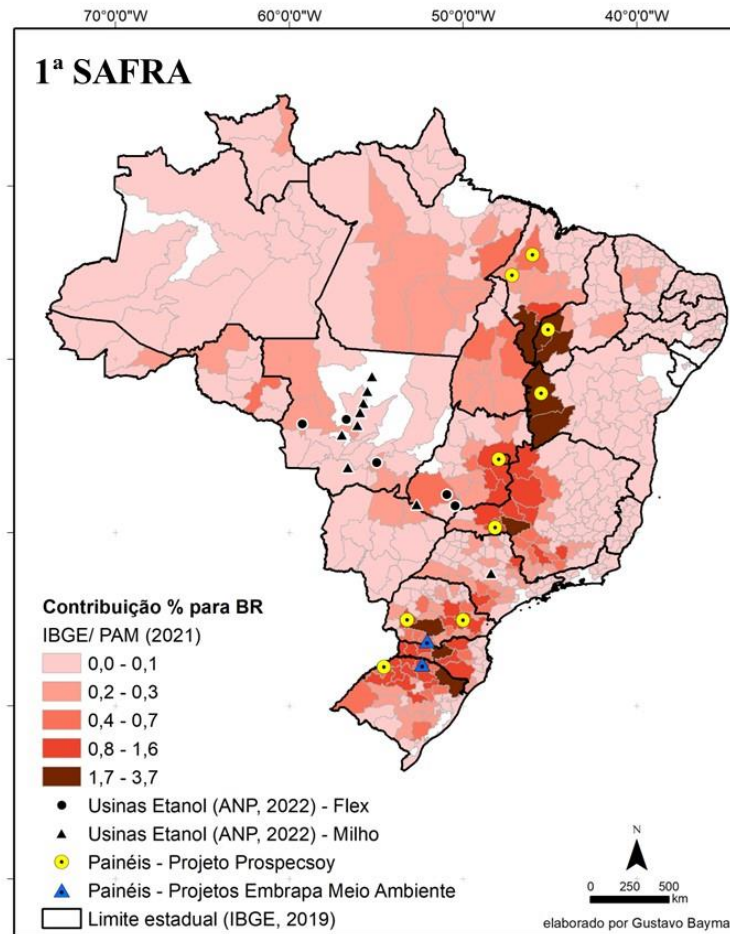 70°0'0"W 60°0'0"W 50°0'0"W 40°0'0"W
1ª SAFRA
Contribuição % para BR
IBGE/ PAM (2021)
0,0 - 0,1
0,2 - 0,3
0,4 - 0,7
0,8 - 1,6
1,7 - 3,7
Usinas Etanol (ANP, 2022) - Flex
Usinas Etanol (ANP, 2022) - Milho
Painéis - Projeto Prospecsoy
Painéis - Projetos Embrapa Meio Ambiente
Limite estadual (IBGE, 2019)
N
0 250 500
km
elaborado por Gustavo Bayma